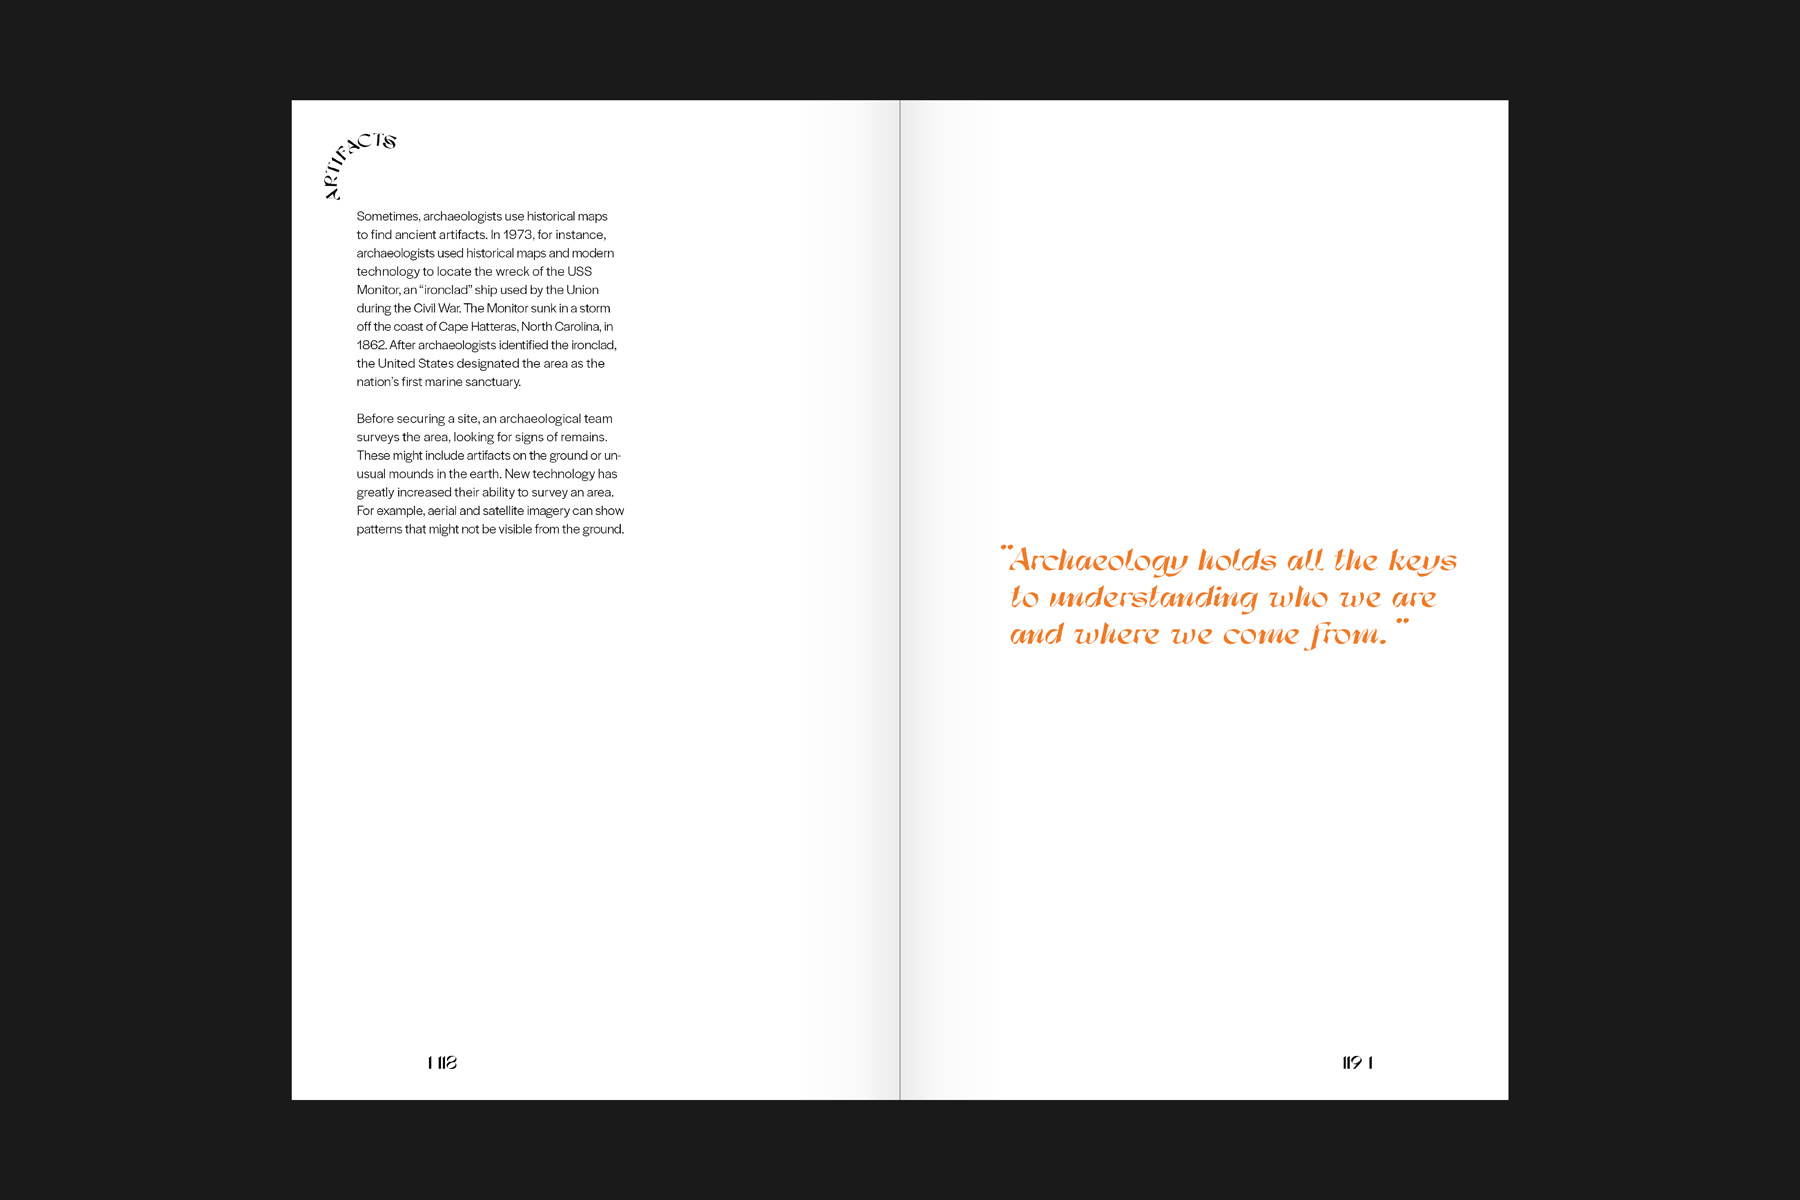 ARTIFACTS
Sometimes, archaeologists use historical maps
to find ancient artifacts. In 1973, for instance,
archaeologists used historical maps and modern
technology to locate the wreck of the USS
Monitor, an “ironclad” ship used by the Union
during the Civil War. The Monitor sunk in a storm
off the coast of Cape Hatteras, North Carolina, in
1862. After archaeologists identified the ironclad,
the United States designated the area as the
nation’s first marine sanctuary.
Before securing a site, an archaeological team
surveys the area, looking for signs of remains.
These might include artifacts on the ground or un-
usual mounds in the earth. New technology has
greatly increased their ability to survey an area.
For example, aerial and satellite imagery can show
patterns that might not be visible from the ground.
1 118
"Archaeology holds all the keys
to understanding who we are
and where we come from."
119 1